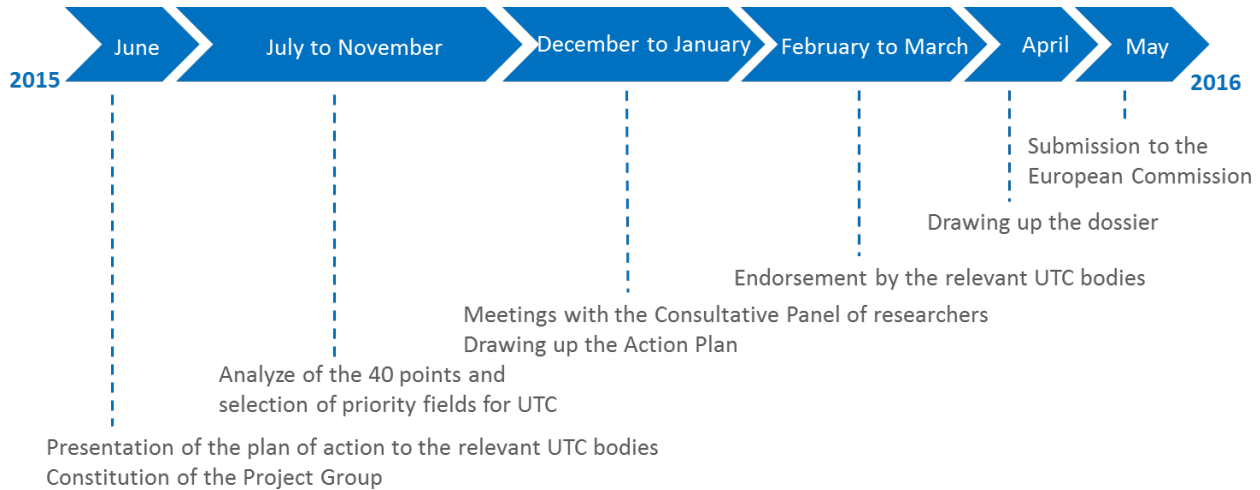 June
July to November
December to January
February to March
April
May
2015
2016
Submission to the
European Commission
Drawing up the dossier
Endorsement by the relevant UTC bodies
Meetings with the Consultative Panel of researchers
Drawing up the Action Plan
Analyze of the 40 points and
selection of priority fields for UTC
Presentation of the plan of action to the relevant UTC bodies
Constitution of the Project Group